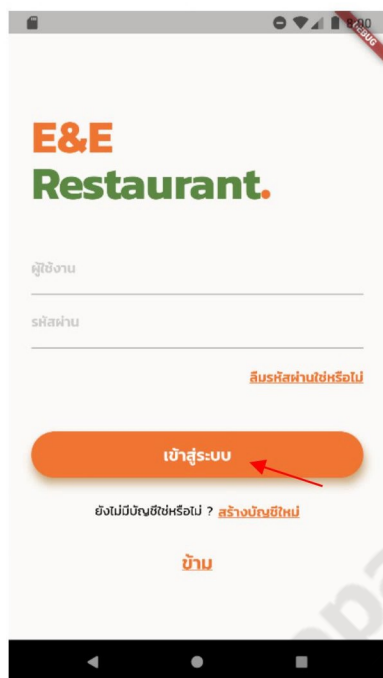 8:00
DEBUG
E&E
Restaurant.
ผู้ใช้งาน
รหัสผ่าน
ลืมรหัสผ่านใช่หรือไม่
เข้าสู่ระบบ
ยังไม่มีบัญชีใช่หรือไม่ ? สร้างบัญชีใหม่
ข้าม